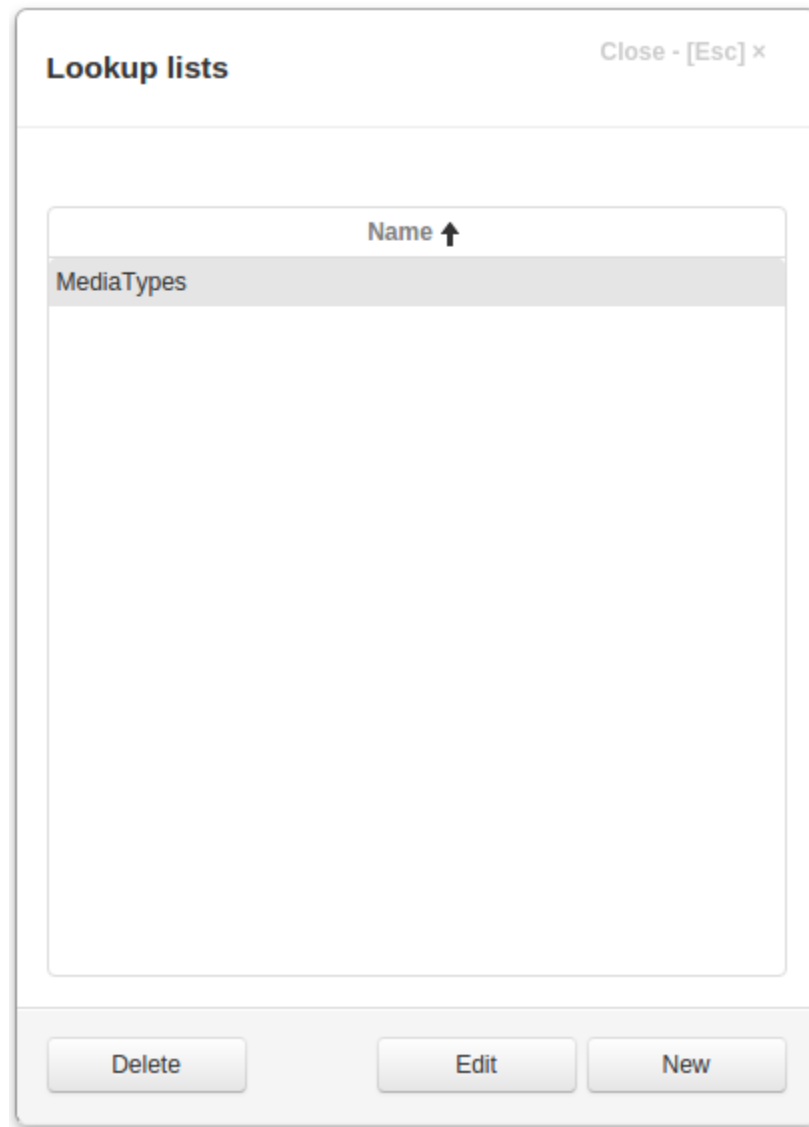 Lookup lists
Close - [Esc] ×
Name
MediaTypes
Delete
Edit
New